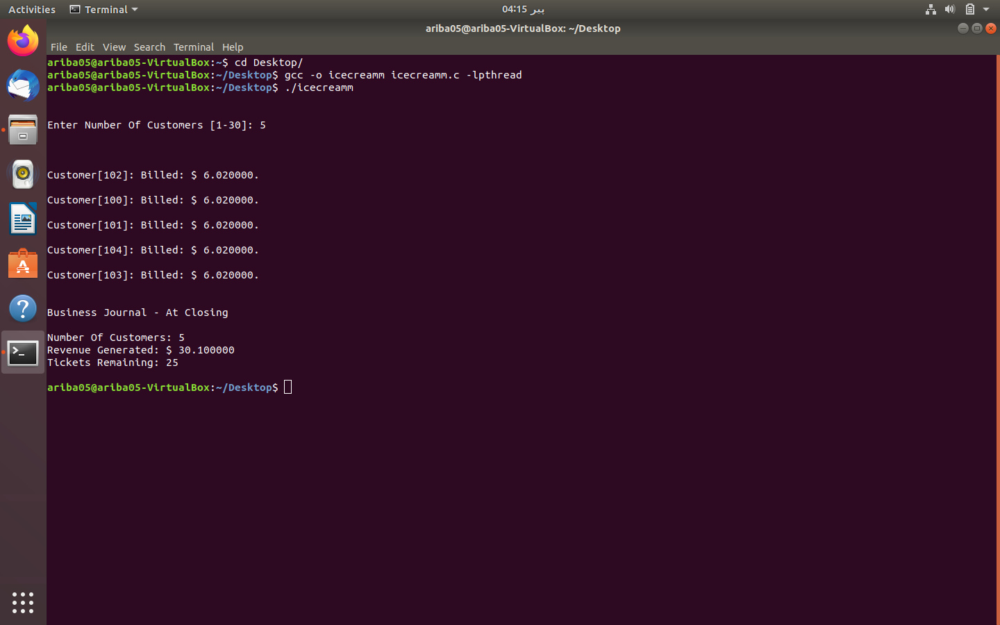 Activities Terminal پیر 04:15
ariba05@ariba05-VirtualBox: ~/Desktop
File Edit View Search Terminal Help
ariba05@ariba05-VirtualBox:~$ cd Desktop/
ariba05@ariba05-VirtualBox:~/Desktop$ gcc -o icecreamm icecreamm.c -lpthread
ariba05@ariba05-VirtualBox:~/Desktop$ ./icecreamm
Enter Number Of Customers [1-30]: 5
Customer[102]: Billed: $ 6.020000.
Customer[100]: Billed: $ 6.020000.
Customer[101]: Billed: $ 6.020000.
Customer[104]: Billed: $ 6.020000.
Customer[103]: Billed: $ 6.020000.
Business Journal - At Closing
Number Of Customers: 5
Revenue Generated: $ 30.100000
Tickets Remaining: 25
ariba05@ariba05-VirtualBox:~/Desktop$